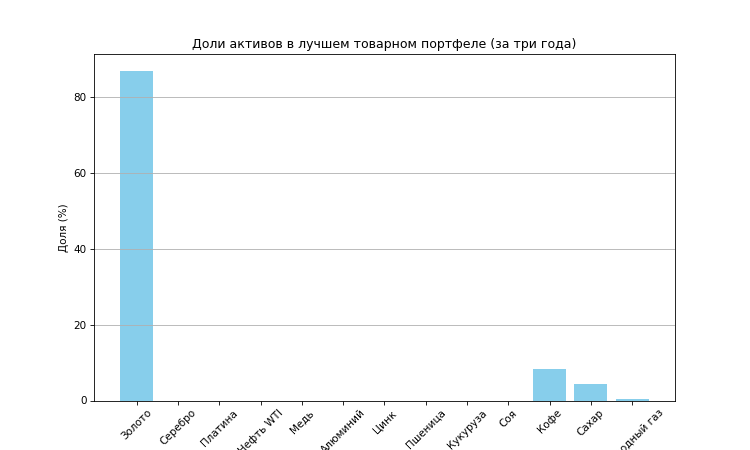 Доли активов в лучшем товарном портфеле (за три года)
Доля (%)
80
60
40
20
0
Золото
Серебро
Платина
Нефть WTI
Медь
Алюминий
Цинк
Пшеница
Кукуруза
Соя
Кофе
Сахар
газ